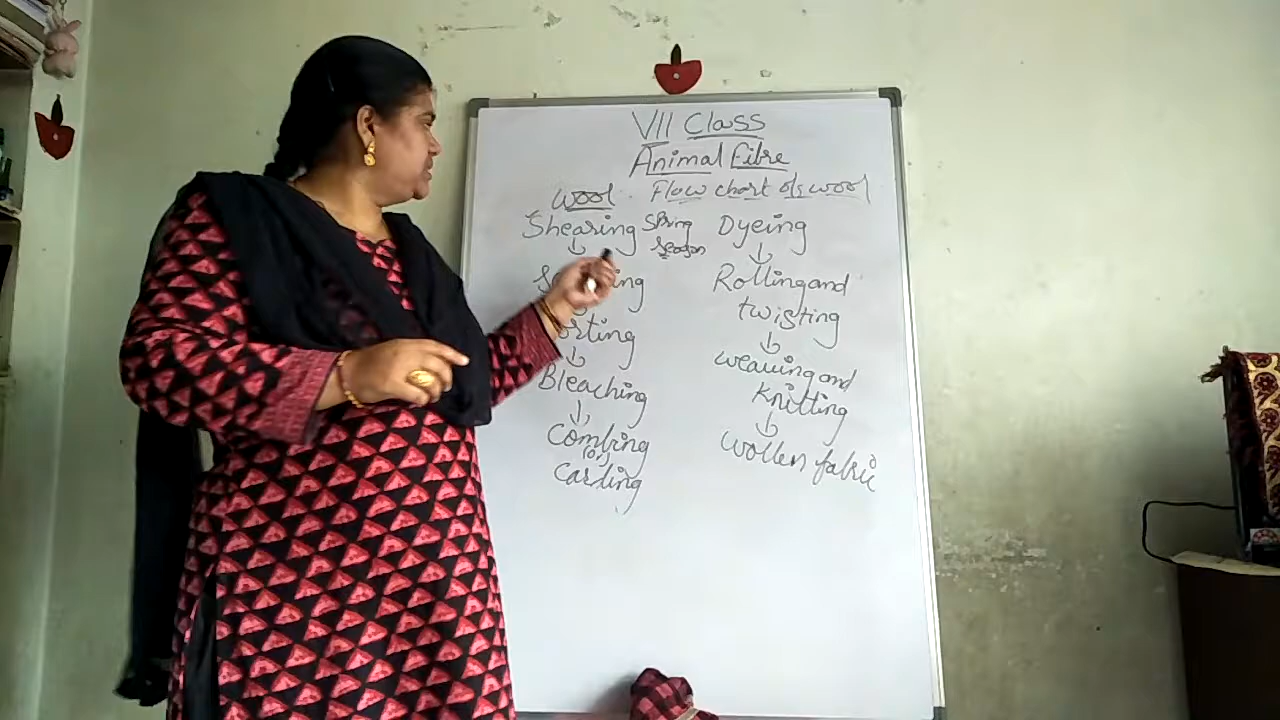 VII Class
Animal Fibre
Wool Flow chart of wool
Shearing Spring season
Sorting
Bleaching
Combing
(or)
Carding
Dyeing
Rolling and
twisting
weaving and
Knitting
wollen fabric